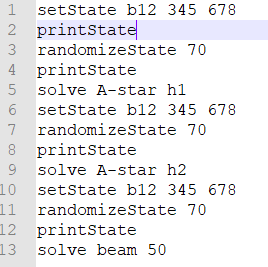 1 setState b12 345 678
2 printState
3 randomizeState 70
4 printState
5 solve A-star h1
6 setState b12 345 678
7 randomizeState 70
8 printState
9 solve A-star h2
10 setState b12 345 678
11 randomizeState 70
12 printState
13 solve beam 50